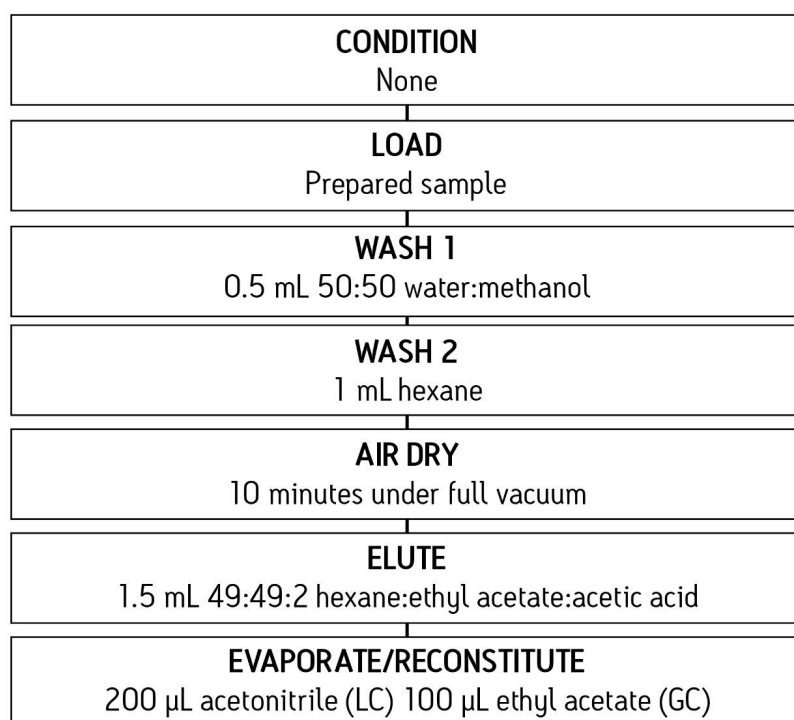 CONDITION
None
LOAD
Prepared sample
WASH 1
0.5 mL 50:50 water:methanol
WASH 2
1 mL hexane
AIR DRY
10 minutes under full vacuum
ELUTE
1.5 mL 49:49:2 hexane:ethyl acetate:acetic acid
EVAPORATE/RECONSTITUTE
200 µL acetonitrile (LC) 100 µL ethyl acetate (GC)